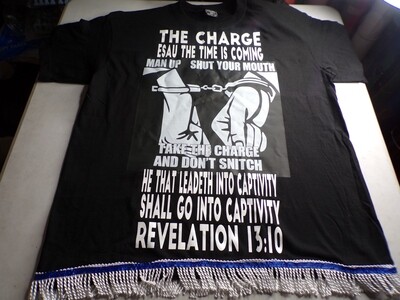 THE CHARGE
ESAU THE TIME IS COMING
MAN UP SHUT YOUR MOUTH
TAKE THE CHARGE
AND DON'T SNITCH
HE THAT LEADETH INTO CAPTIVITY
SHALL GO INTO CAPTIVITY
REVELATION 13:10